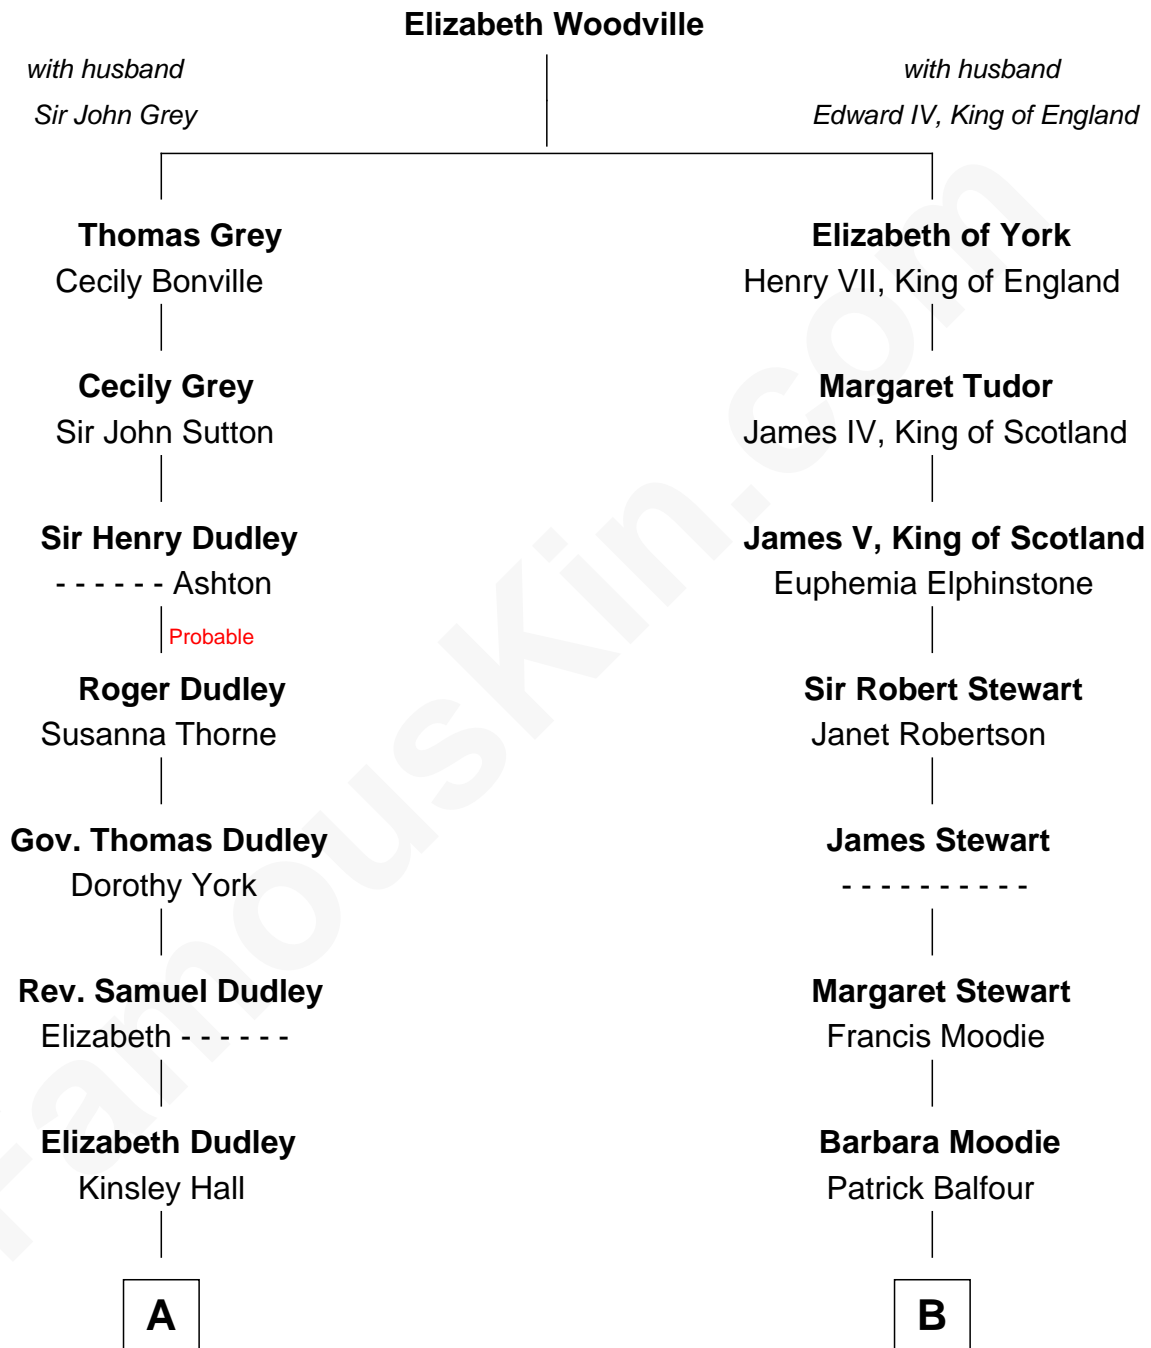 Elizabeth Woodville
with husband
Sir John Grey
with husband
Edward IV, King of England
Thomas Grey
Cecily Bonville
Elizabeth of York
Henry VII, King of England
Cecily Grey
Sir John Sutton
Margaret Tudor
James IV, King of Scotland
Sir Henry Dudley
- - - - - - Ashton
James V, King of Scotland
Euphemia Elphinstone
Probable
Roger Dudley
Susanna Thorne
Sir Robert Stewart
Janet Robertson
Gov. Thomas Dudley
Dorothy York
James Stewart
- - - - - - - - - -
Rev. Samuel Dudley
Elizabeth - - - - - -
Margaret Stewart
Francis Moodie
Elizabeth Dudley
Kinsley Hall
Barbara Moodie
Patrick Balfour
A
B
FamousKin.com